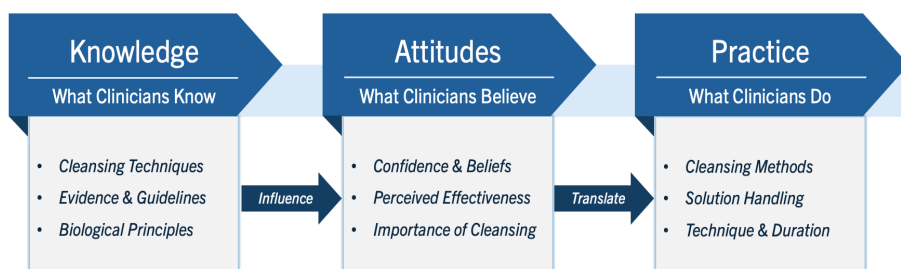 Knowledge
What Clinicians Know
• Cleansing Techniques
• Evidence & Guidelines
• Biological Principles
Influence
Attitudes
What Clinicians Believe
• Confidence & Beliefs
• Perceived Effectiveness
• Importance of Cleansing
Translate
Practice
What Clinicians Do
• Cleansing Methods
• Solution Handling
• Technique & Duration